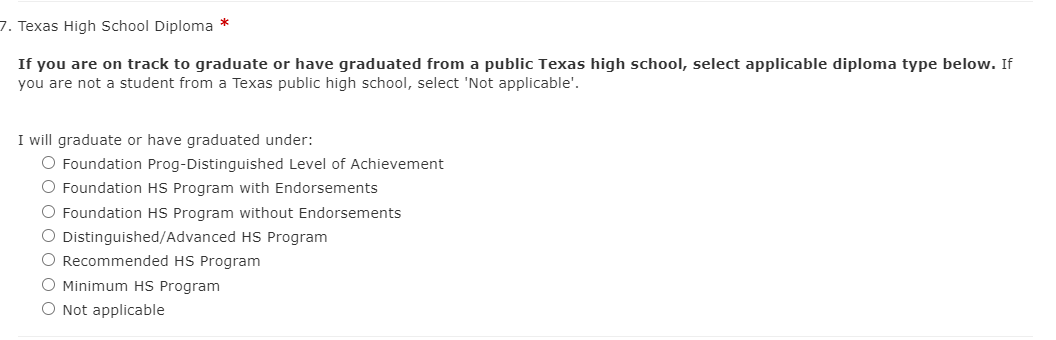 7. Texas High School Diploma *
If you are on track to graduate or have graduated from a public Texas high school, select applicable diploma type below. If
you are not a student from a Texas public high school, select 'Not applicable'.
I will graduate or have graduated under:
Foundation Prog-Distinguished Level of Achievement
Foundation HS Program with Endorsements
Foundation HS Program without Endorsements
Distinguished/Advanced HS Program
Recommended HS Program
Minimum HS Program
Not applicable